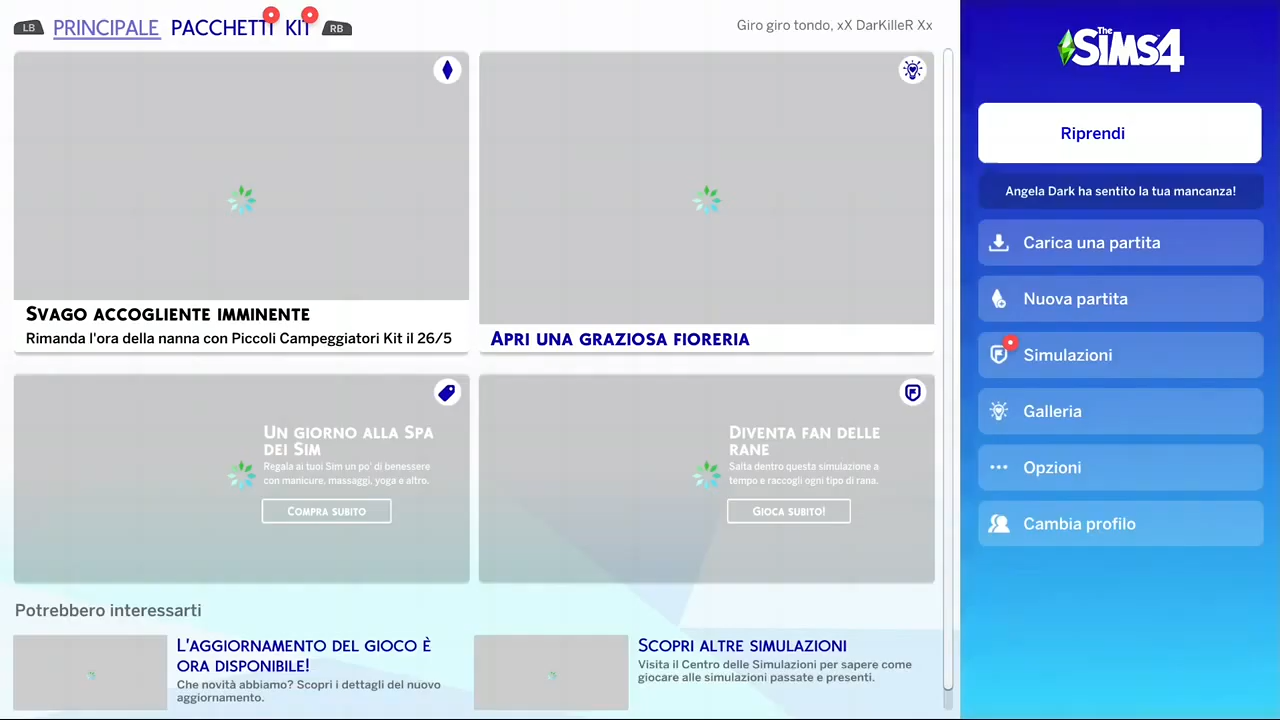 LB PRINCIPALE PACCHETTI KIT RB
Giro giro tondo, xX DarKilleR Xx
SVAGO ACCOGLIENTE IMMINENTE
Rimanda l'ora della nanna con Piccoli Campeggiatori Kit il 26/5
APRI UNA GRAZIOSA FIORERIA
UN GIORNO ALLA SPA
DEI SIM
Regala ai tuoi Sim un po' di benessere
con manicure, massaggi, yoga e altro.
COMPRA SUBITO
DIVENTA FAN DELLE
RANE
Salta dentro questa simulazione a
tempo e raccogli ogni tipo di rana.
GIOCA SUBITO!
Potrebbero interessarti
L'AGGIORNAMENTO DEL GIOCO È
ORA DISPONIBILE!
Che novità abbiamo? Scopri i dettagli del nuovo
aggiornamento.
SCOPRI ALTRE SIMULAZIONI
Visita il Centro delle Simulazioni per sapere come
giocare alle simulazioni passate e presenti.
The SIMS 4
Riprendi
Angela Dark ha sentito la tua mancanza!
Carica una partita
Nuova partita
Simulazioni
Galleria
Opzioni
Cambia profilo